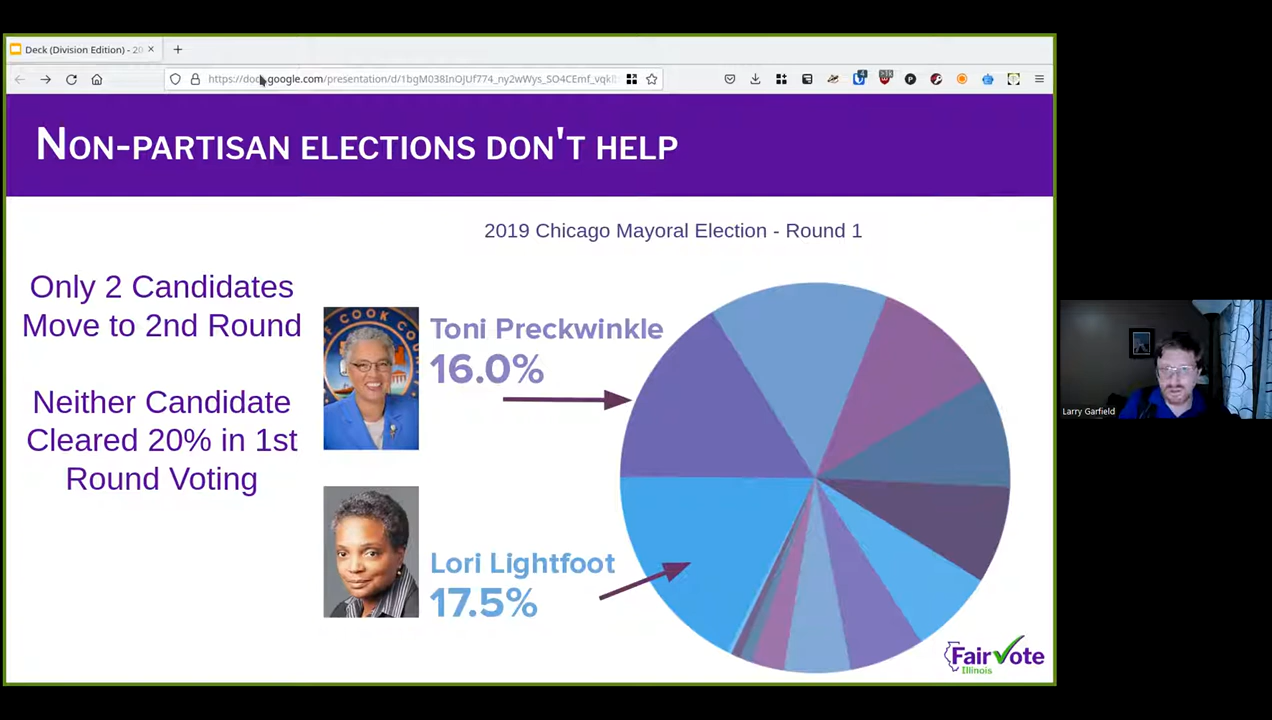 Deck (Division Edition) - 20
https://doc.google.com/presentation/d/1bgM038InOJUf774_ny2wWys_SO4CEmf_vqkl
NON-PARTISAN ELECTIONS DON'T HELP
2019 Chicago Mayoral Election - Round 1
Only 2 Candidates
Move to 2nd Round
Neither Candidate
Cleared 20% in 1st
Round Voting
Toni Preckwinkle
16.0%
Lori Lightfoot
17.5%
FairVote
Illinois
Larry Garfield